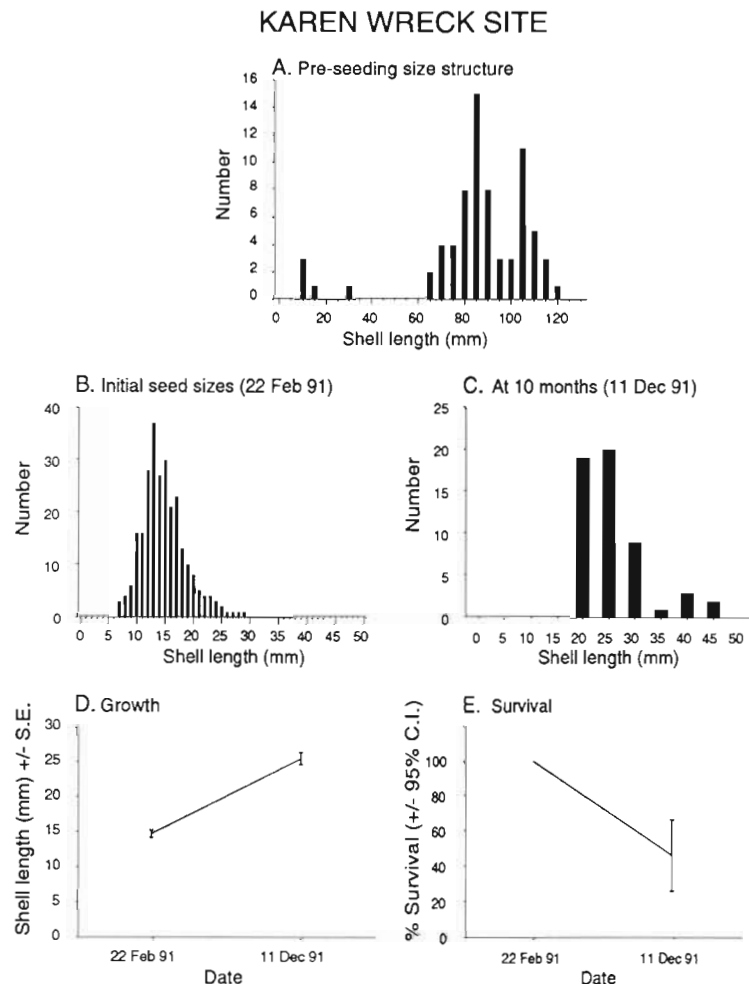 KAREN WRECK SITE
A. Pre-seeding size structure
16
14
12
10
8
6
4
2
0
Number
0 20 40 60 80 100 120
Shell length (mm)
B. Initial seed sizes (22 Feb 91)
40
30
20
10
0
Number
0 5 10 15 20 25 30 35 40 45 50
Shell length (mm)
C. At 10 months (11 Dec 91)
25
20
15
10
5
0
Number
0 5 10 15 20 25 30 35 40 45 50
Shell length (mm)
D. Growth
30
25
20
15
10
5
0
Shell length (mm) +/- S.E.
22 Feb 91 11 Dec 91
Date
E. Survival
100
80
60
40
20
0
% Survival (+/- 95% C.I.)
22 Feb 91 11 Dec 91
Date